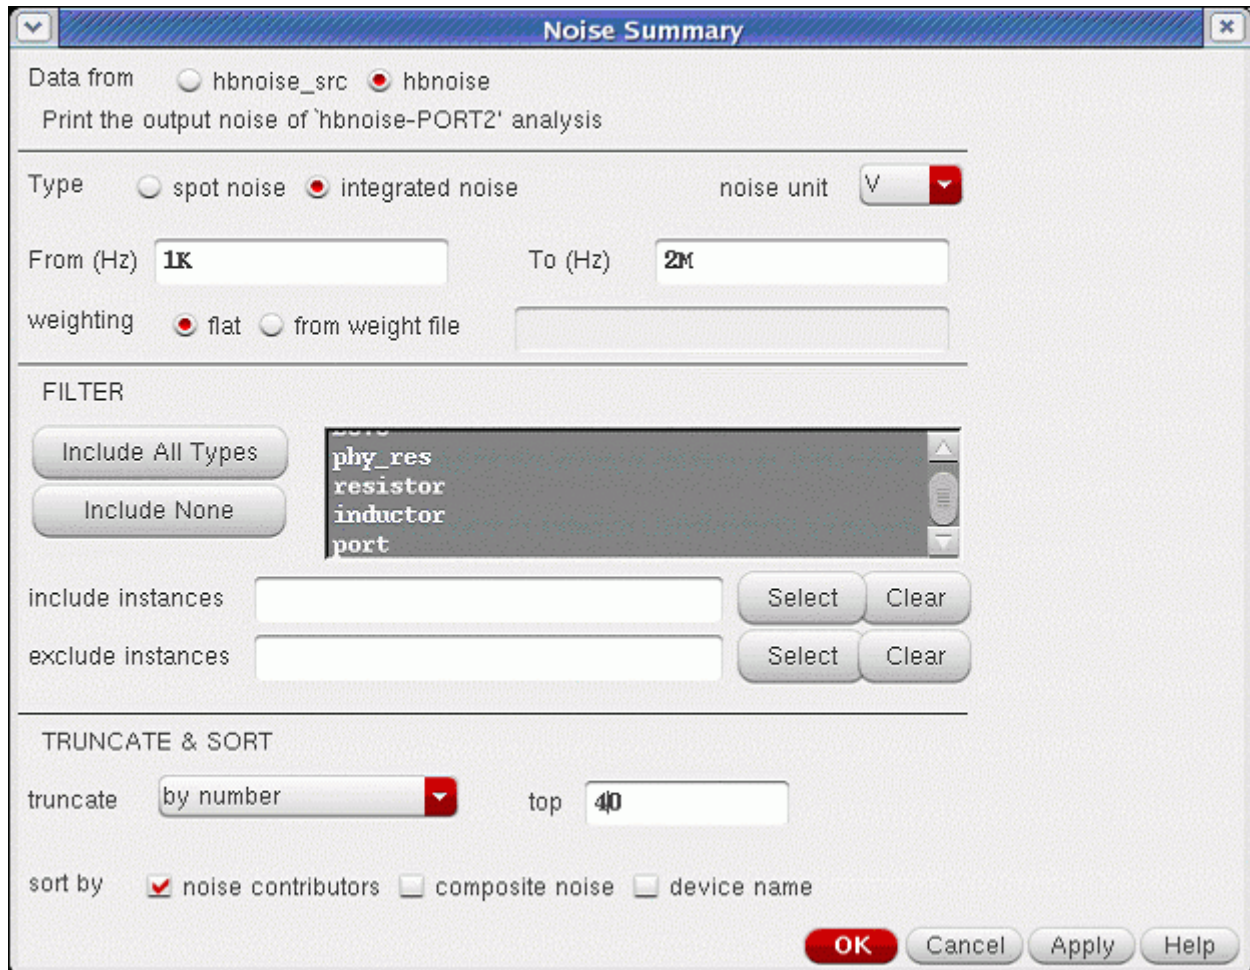 Noise Summary
Data from hbnoise_src hbnoise
Print the output noise of `hbnoise-PORT2' analysis
Type spot noise integrated noise noise unit V
From (Hz) 1K To (Hz) 2M
weighting flat from weight file
FILTER
Include All Types
phy_res
resistor
Include None
inductor
port
include instances Select Clear
exclude instances Select Clear
TRUNCATE & SORT
truncate by number top 40
sort by noise contributors composite noise device name
OK Cancel Apply Help